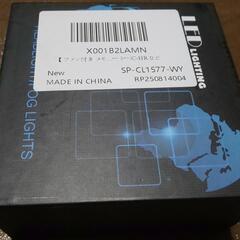 LED
LIGHTING
X001B2LAMN
New
SP-CL1577-WY
MADE IN CHINA
RP250814004
FOG LIGHTS